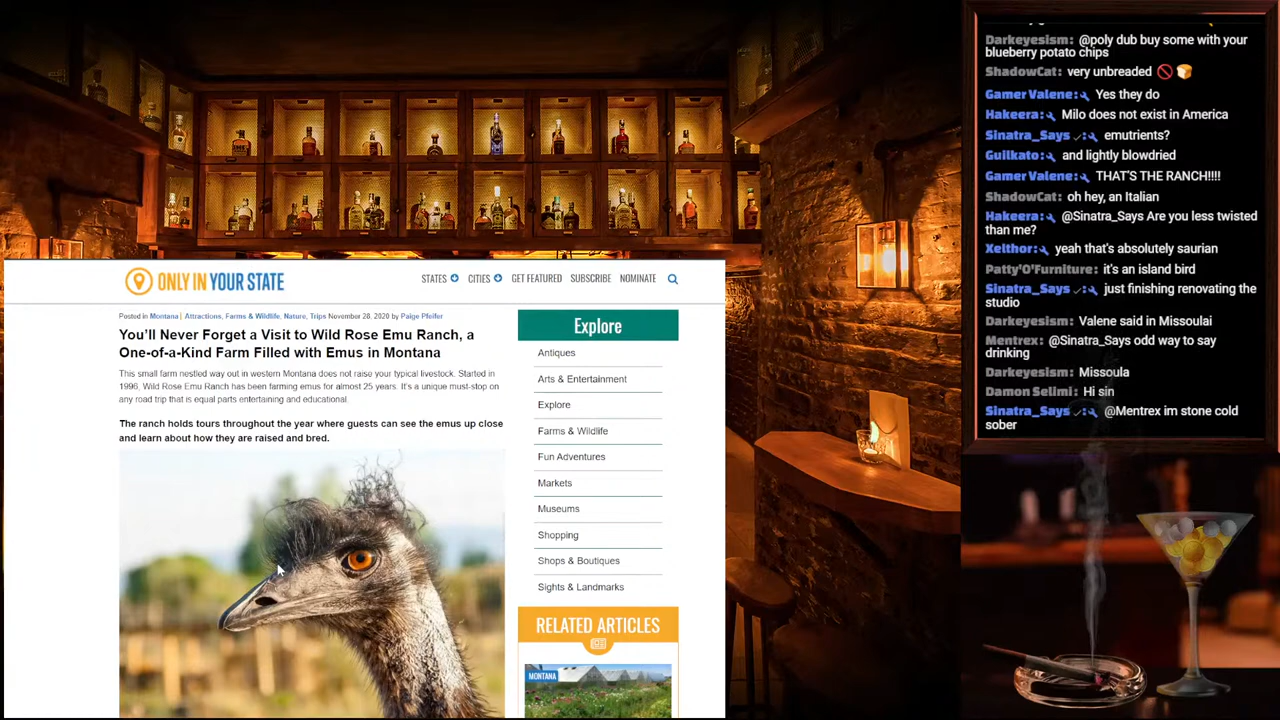 ONLY IN YOUR STATE
STATES CITIES GET FEATURED SUBSCRIBE NOMINATE
Posted in Montana | Attractions, Farms & Wildlife, Nature, Trips November 28, 2020 by Paige Pfeifer
You'll Never Forget a Visit to Wild Rose Emu Ranch, a
One-of-a-Kind Farm Filled with Emus in Montana
This small farm nestled way out in western Montana does not raise your typical livestock. Started in
1996, Wild Rose Emu Ranch has been farming emus for almost 25 years. It's a unique must-stop on
any road trip that is equal parts entertaining and educational.
The ranch holds tours throughout the year where guests can see the emus up close
and learn about how they are raised and bred.
Explore
Antiques
Arts & Entertainment
Explore
Farms & Wildlife
Fun Adventures
Markets
Museums
Shopping
Shops & Boutiques
Sights & Landmarks
RELATED ARTICLES
MONTANA
Darkeyesism: @poly dub buy some with your
blueberry potato chips
ShadowCat: very unbreaded 🚫 🍞
Gamer Valene: Yes they do
Hakeera: Milo does not exist in America
Sinatra_Says: emutrients?
Guilkato: and lightly blowdried
Gamer Valene: THAT'S THE RANCH!!!!
ShadowCat: oh hey, an Italian
Hakeera: @Sinatra_Says Are you less twisted
than me?
Xelthor: yeah that's absolutely saurian
Patty'O'Furniture: it's an island bird
Sinatra_Says: just finishing renovating the
studio
Darkeyesism: Valene said in Missoulai
Mentrex: @Sinatra_Says odd way to say
drinking
Darkeyesism: Missoula
Damon Selimi: Hi sin
Sinatra_Says: @Mentrex im stone cold
sober